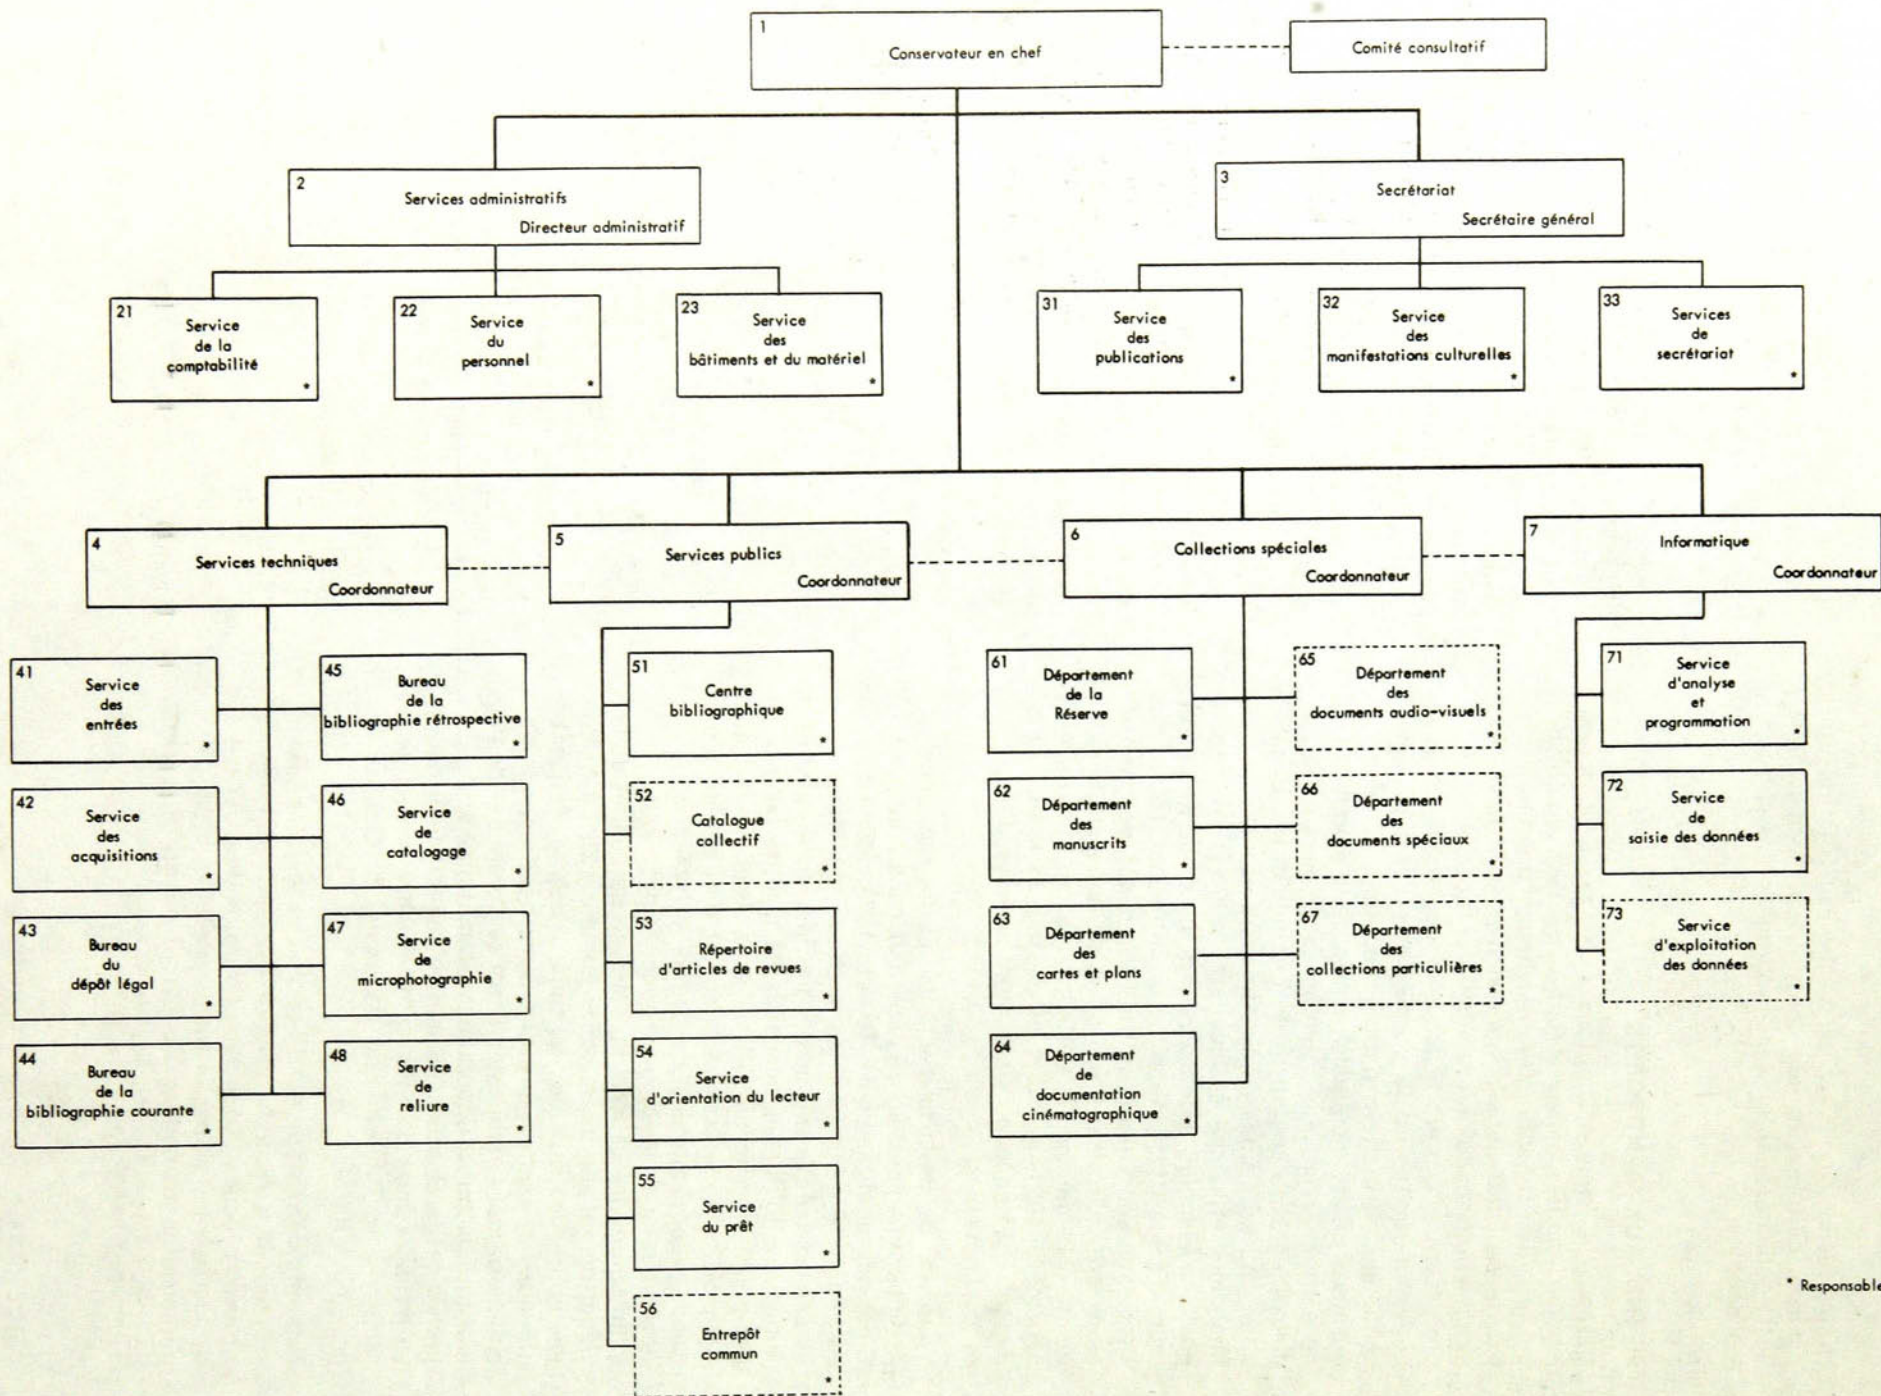 1
Conservateur en chef
Comité consultatif
2
Services administratifs
Directeur administratif
3
Secrétariat
Secrétaire général
21
Service
de la
comptabilité
*
22
Service
du
personnel
*
23
Service
des
bâtiments et du matériel
*
31
Service
des
publications
*
32
Service
des
manifestations culturelles
*
33
Services
de
secrétariat
*
4
Services techniques
Coordonnateur
5
Services publics
Coordonnateur
6
Collections spéciales
Coordonnateur
7
Informatique
Coordonnateur
41
Service
des
entrées
*
42
Service
des
acquisitions
*
43
Bureau
du
dépôt légal
*
44
Bureau
de la
bibliographie courante
*
45
Bureau
de la
bibliographie rétrospective
*
46
Service
de
catalogage
*
47
Service
de
microphotographie
*
48
Service
de
reliure
*
51
Centre
bibliographique
*
52
Catalogue
collectif
*
53
Répertoire
d'articles de revues
*
54
Service
d'orientation du lecteur
*
55
Service
du prêt
*
56
Entrepôt
commun
*
61
Département
de la
Réserve
*
62
Département
des
manuscrits
*
63
Département
des
cartes et plans
*
64
Département
de
documentation
cinématographique
*
65
Département
des
documents audio-visuels
*
66
Département
des
documents spéciaux
*
67
Département
des
collections particulières
*
71
Service
d'analyse
et
programmation
*
72
Service
de
saisie des données
*
73
Service
d'exploitation
des données
*
* Responsable